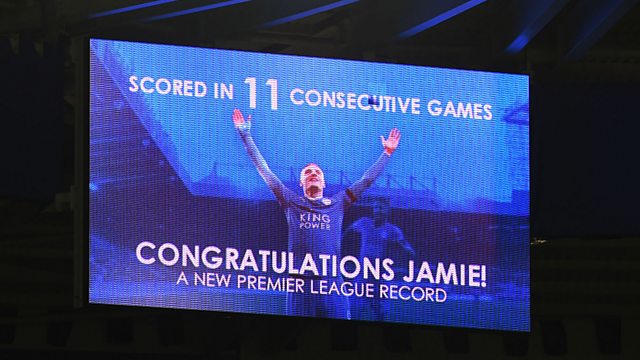 SCORED IN 11 CONSECUTIVE GAMES
KING
POWER
CONGRATULATIONS JAMIE!
A NEW PREMIER LEAGUE RECORD